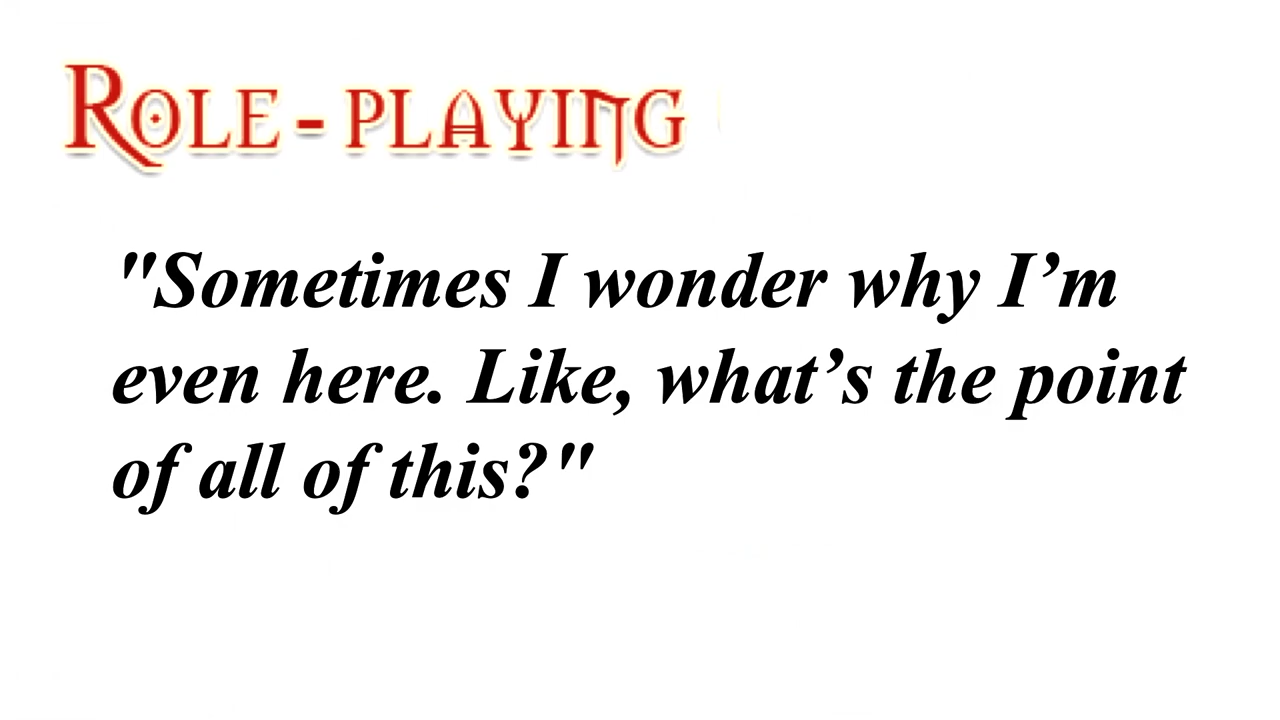 Role - playing
"Sometimes I wonder why I’m
even here. Like, what’s the point
of all of this?"